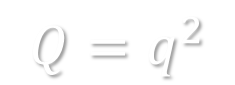 Q = q²